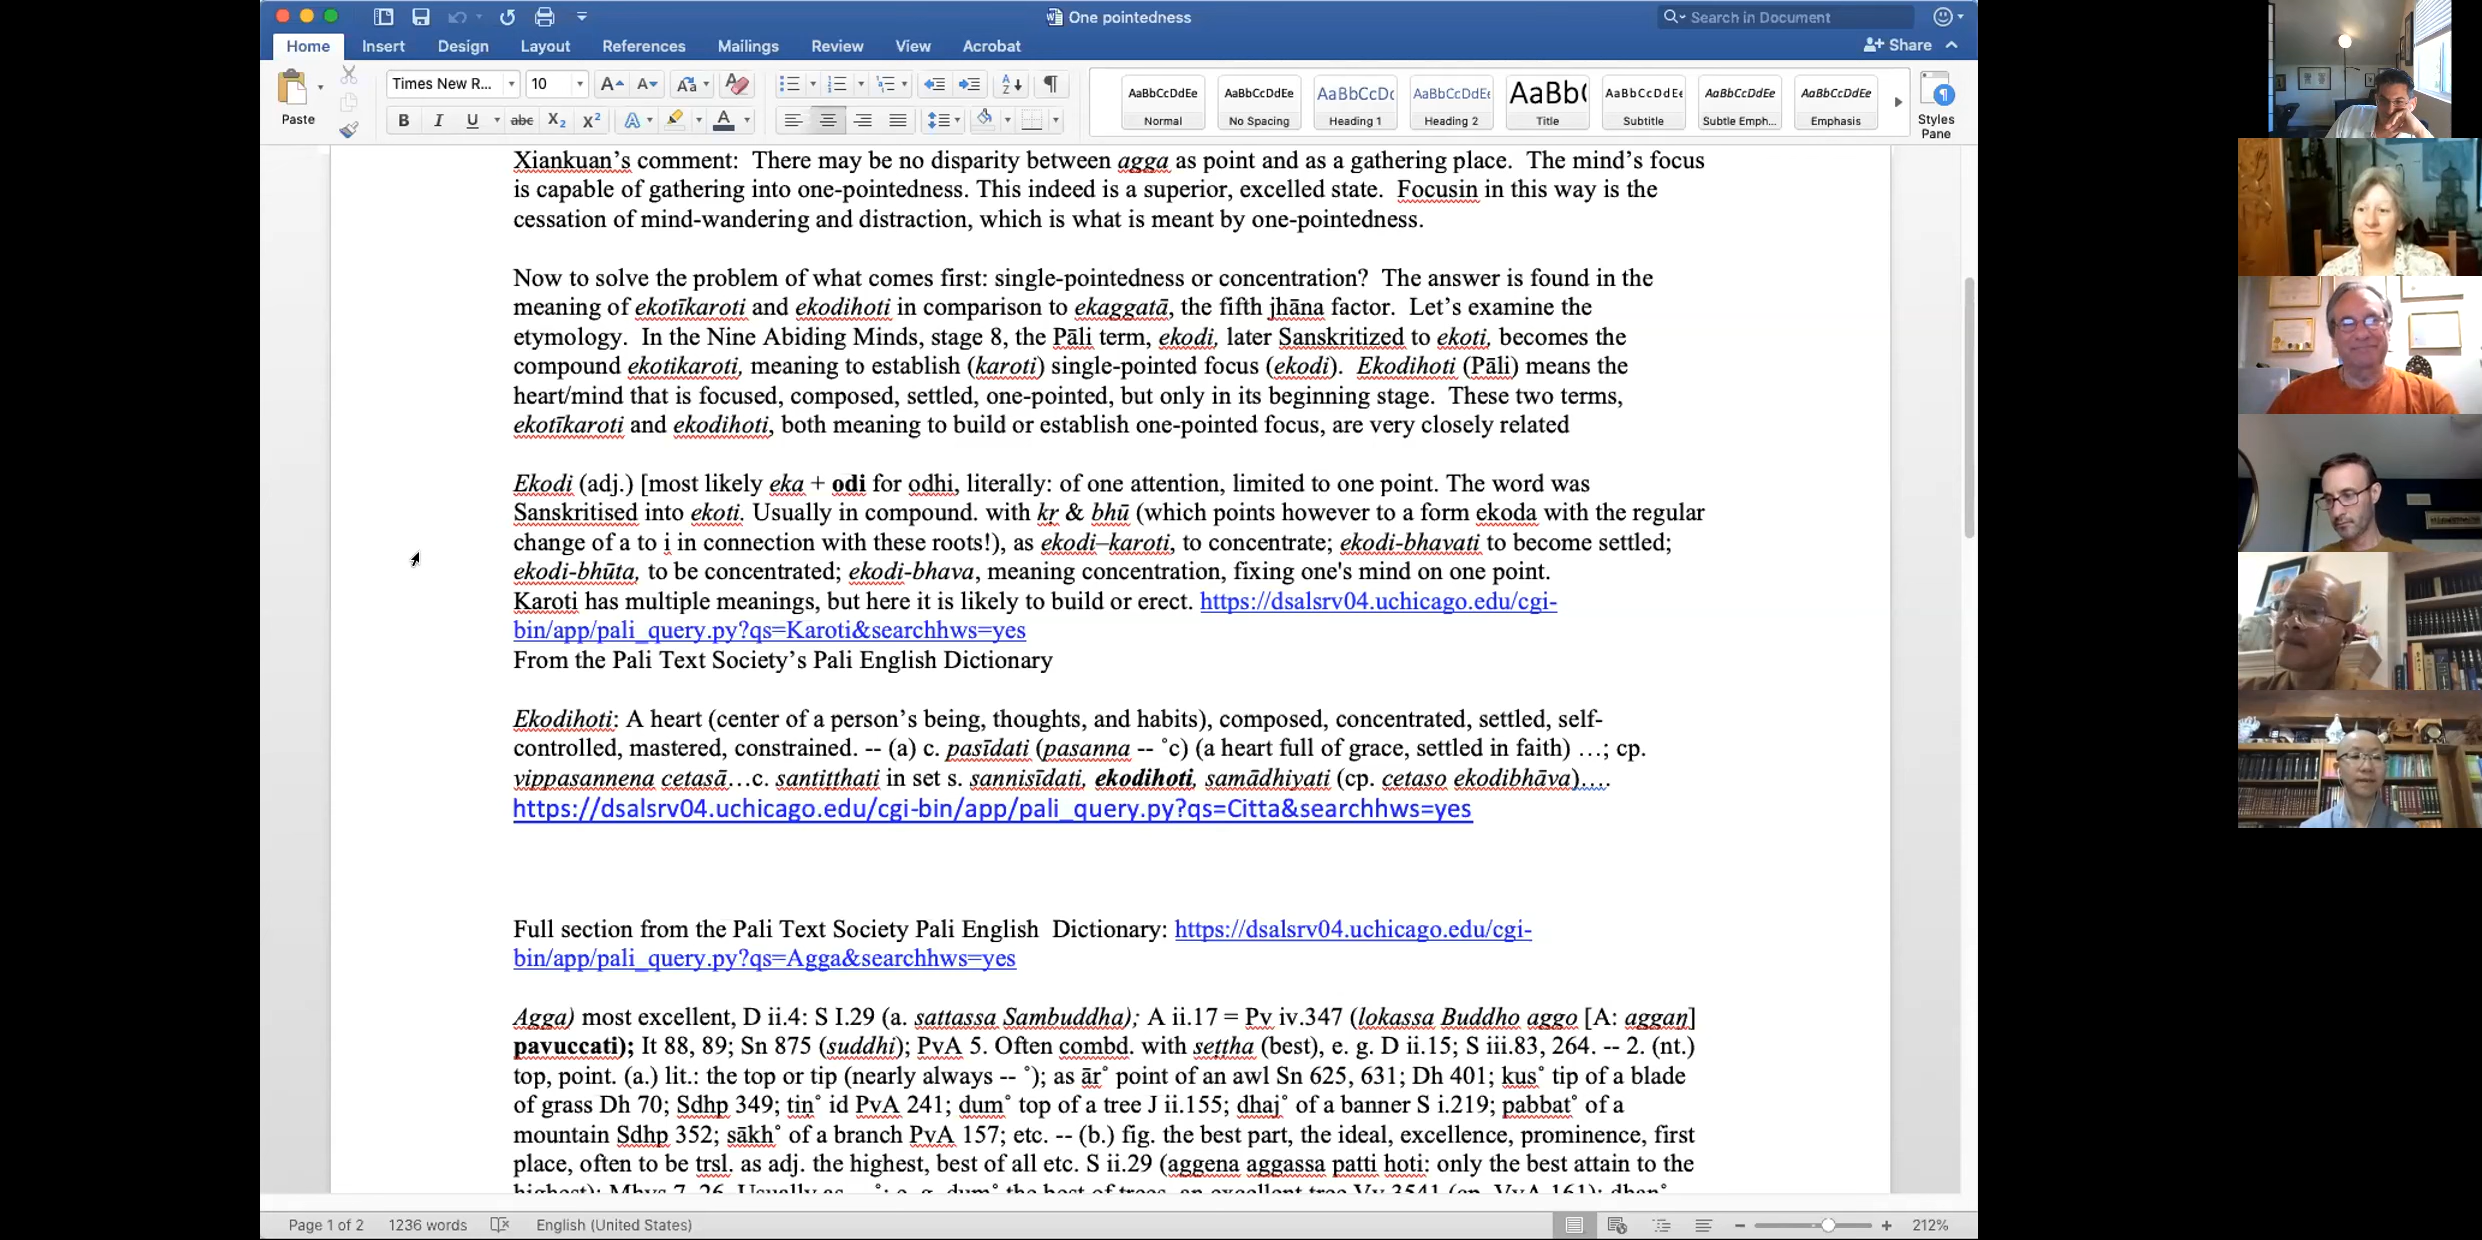 One pointedness
Search in Document
Home Insert Design Layout References Mailings Review View Acrobat
Share
Paste
Times New R... 10
AaBbCcDdEe AaBbCcDdEe AaBbCcDc AaBbCcDdEe AaBb( AaBbCcDdEe AaBbCcDdEe AaBbCcDdEe
Normal No Spacing Heading 1 Heading 2 Title Subtitle Subtle Emph... Emphasis
Styles
Pane
Xiankuan’s comment: There may be no disparity between agga as point and as a gathering place. The mind’s focus
is capable of gathering into one-pointedness. This indeed is a superior, excelled state. Focusin in this way is the
cessation of mind-wandering and distraction, which is what is meant by one-pointedness.
Now to solve the problem of what comes first: single-pointedness or concentration? The answer is found in the
meaning of ekotīkaroti and ekodihoti in comparison to ekaggatā, the fifth jhāna factor. Let’s examine the
etymology. In the Nine Abiding Minds, stage 8, the Pāli term, ekodi, later Sanskritized to ekoti, becomes the
compound ekotikaroti, meaning to establish (karoti) single-pointed focus (ekodi). Ekodihoti (Pāli) means the
heart/mind that is focused, composed, settled, one-pointed, but only in its beginning stage. These two terms,
ekotīkaroti and ekodihoti, both meaning to build or establish one-pointed focus, are very closely related
Ekodi (adj.) [most likely eka + odi for odhi, literally: of one attention, limited to one point. The word was
Sanskritised into ekoti. Usually in compound. with kṛ & bhū (which points however to a form ekoda with the regular
change of a to i in connection with these roots!), as ekodi–karoti, to concentrate; ekodi-bhavati to become settled;
ekodi-bhūta, to be concentrated; ekodi-bhava, meaning concentration, fixing one's mind on one point.
Karoti has multiple meanings, but here it is likely to build or erect. https://dsalsrv04.uchicago.edu/cgi-
bin/app/pali_query.py?qs=Karoti&searchhws=yes
From the Pali Text Society’s Pali English Dictionary
Ekodihoti: A heart (center of a person’s being, thoughts, and habits), composed, concentrated, settled, self-
controlled, mastered, constrained. -- (a) c. pasīdati (pasanna -- ˚c) (a heart full of grace, settled in faith) …; cp.
vippasannena cetasā…c. santiṭṭhati in set s. sannisīdati, ekodihoti, samādhiyati (cp. cetaso ekodibhāva)….
https://dsalsrv04.uchicago.edu/cgi-bin/app/pali_query.py?qs=Citta&searchhws=yes
Full section from the Pali Text Society Pali English Dictionary: https://dsalsrv04.uchicago.edu/cgi-
bin/app/pali_query.py?qs=Agga&searchhws=yes
Agga) most excellent, D ii.4: S I.29 (a. sattassa Sambuddha); A ii.17 = Pv iv.347 (lokassa Buddho aggo [A: aggaŋ]
pavuccati); It 88, 89; Sn 875 (suddhi); PvA 5. Often combd. with seṭṭha (best), e. g. D ii.15; S iii.83, 264. -- 2. (nt.)
top, point. (a.) lit.: the top or tip (nearly always -- ˚); as ār˚ point of an awl Sn 625, 631; Dh 401; kus˚ tip of a blade
of grass Dh 70; Sdhp 349; tiṇ˚ id PvA 241; dum˚ top of a tree J ii.155; dhaj˚ of a banner S i.219; pabbat˚ of a
mountain Sdhp 352; sākh˚ of a branch PvA 157; etc. -- (b.) fig. the best part, the ideal, excellence, prominence, first
place, often to be trsl. as adj. the highest, best of all etc. S ii.29 (aggena aggassa patti hoti: only the best attain to the
highest); Mhvs 7, 26. Usually as -- ˚; e. g. dum˚ the best of trees, an excellent tree Vv 3541 (cp. VvA 161); dhan˚
Page 1 of 2 1236 words English (United States) 212%